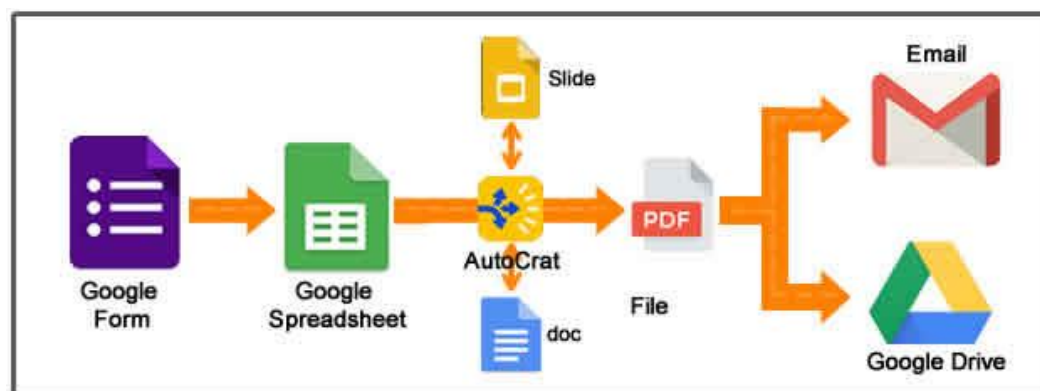 Email
Slide
PDF
AutoCrat
Google
Form
Google
Spreadsheet
File
doc
Google Drive